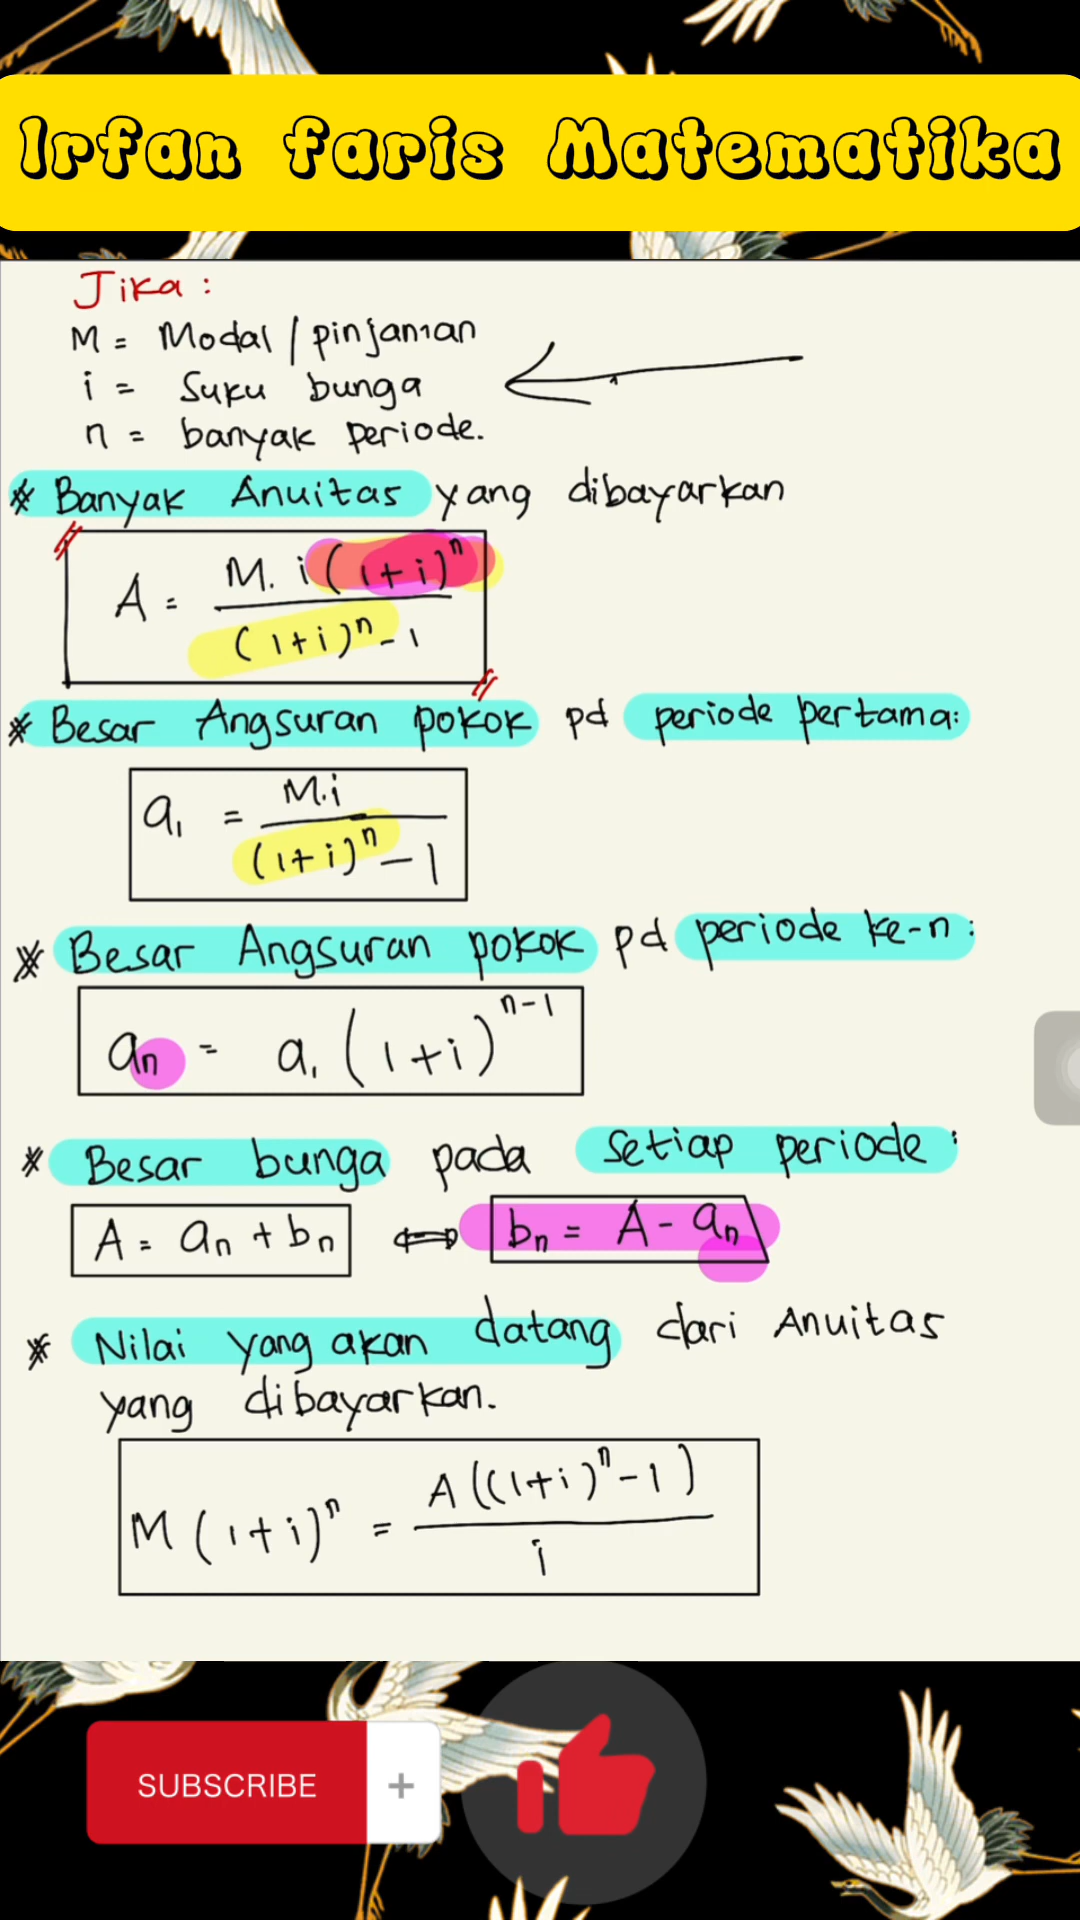 Irfan faris Matematika
Jika :
M = Modal / pinjaman
i = Suku bunga
n = banyak periode.
* Banyak Anuitas yang dibayarkan
A = M. i (1+i)^n / (1+i)^n - 1
* Besar Angsuran pokok pd periode pertama:
a₁ = M.i / (1+i)^n - 1
* Besar Angsuran pokok pd periode ke-n :
aₙ = a₁ (1+i)^n-1
* Besar bunga pada Setiap periode :
A = aₙ + bₙ ⇔ bₙ = A - aₙ
* Nilai yang akan datang dari Anuitas
yang dibayarkan.
M (1+i)^n = A ((1+i)^n - 1) / i
SUBSCRIBE +